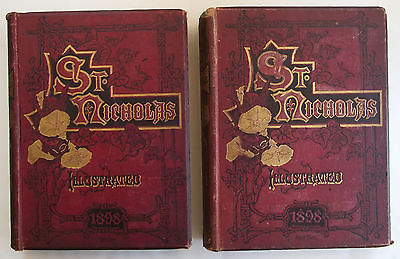 St.
Nicholas
Illustrated
1898
St.
Nicholas
Illustrated
1898